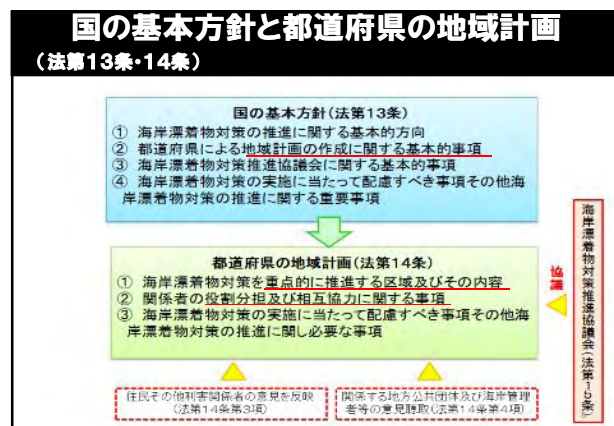 国の基本方針と都道府県の地域計画
（法第１３条・１４条）
国の基本方針（法第１３条）
① 海岸漂着物対策の推進に関する基本的方向
② 都道府県による地域計画の作成に関する基本的事項
③ 海岸漂着物対策推進協議会に関する基本的事項
④ 海岸漂着物対策の実施に当たって配慮すべき事項その他海
岸漂着物対策の推進に関する重要事項
都道府県の地域計画（法第１４条）
① 海岸漂着物対策を重点的に推進する区域及びその内容
② 関係者の役割分担及び相互協力に関する事項
③ 海岸漂着物対策の実施に当たって配慮すべき事項その他海
岸漂着物対策の推進に関し必要な事項
協議
海岸漂着物対策推進協議会（法第１５条）
住民その他利害関係者の意見を反映
（法第１４条第３項）
関係する地方公共団体及び海岸管理
者等の意見聴取（法第１４条第４項）